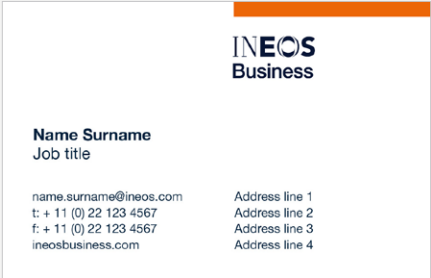 INEOS
Business
Name Surname
Job title
name.surname@ineos.com
t: + 11 (0) 22 123 4567
f: + 11 (0) 22 123 4567
ineosbusiness.com
Address line 1
Address line 2
Address line 3
Address line 4